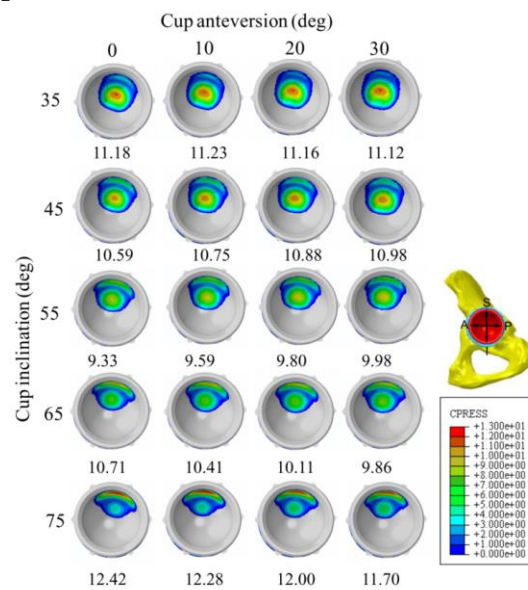 Cup anteversion (deg)
0 10 20 30
35
11.18 11.23 11.16 11.12
45
10.59 10.75 10.88 10.98
55
9.33 9.59 9.80 9.98
65
10.71 10.41 10.11 9.86
75
12.42 12.28 12.00 11.70
Cup inclination (deg)
S
A P
I
CPRESS
+1.300e+01
+1.200e+01
+1.100e+01
+1.000e+01
+9.000e+00
+8.000e+00
+7.000e+00
+6.000e+00
+5.000e+00
+4.000e+00
+3.000e+00
+2.000e+00
+1.000e+00
+0.000e+00